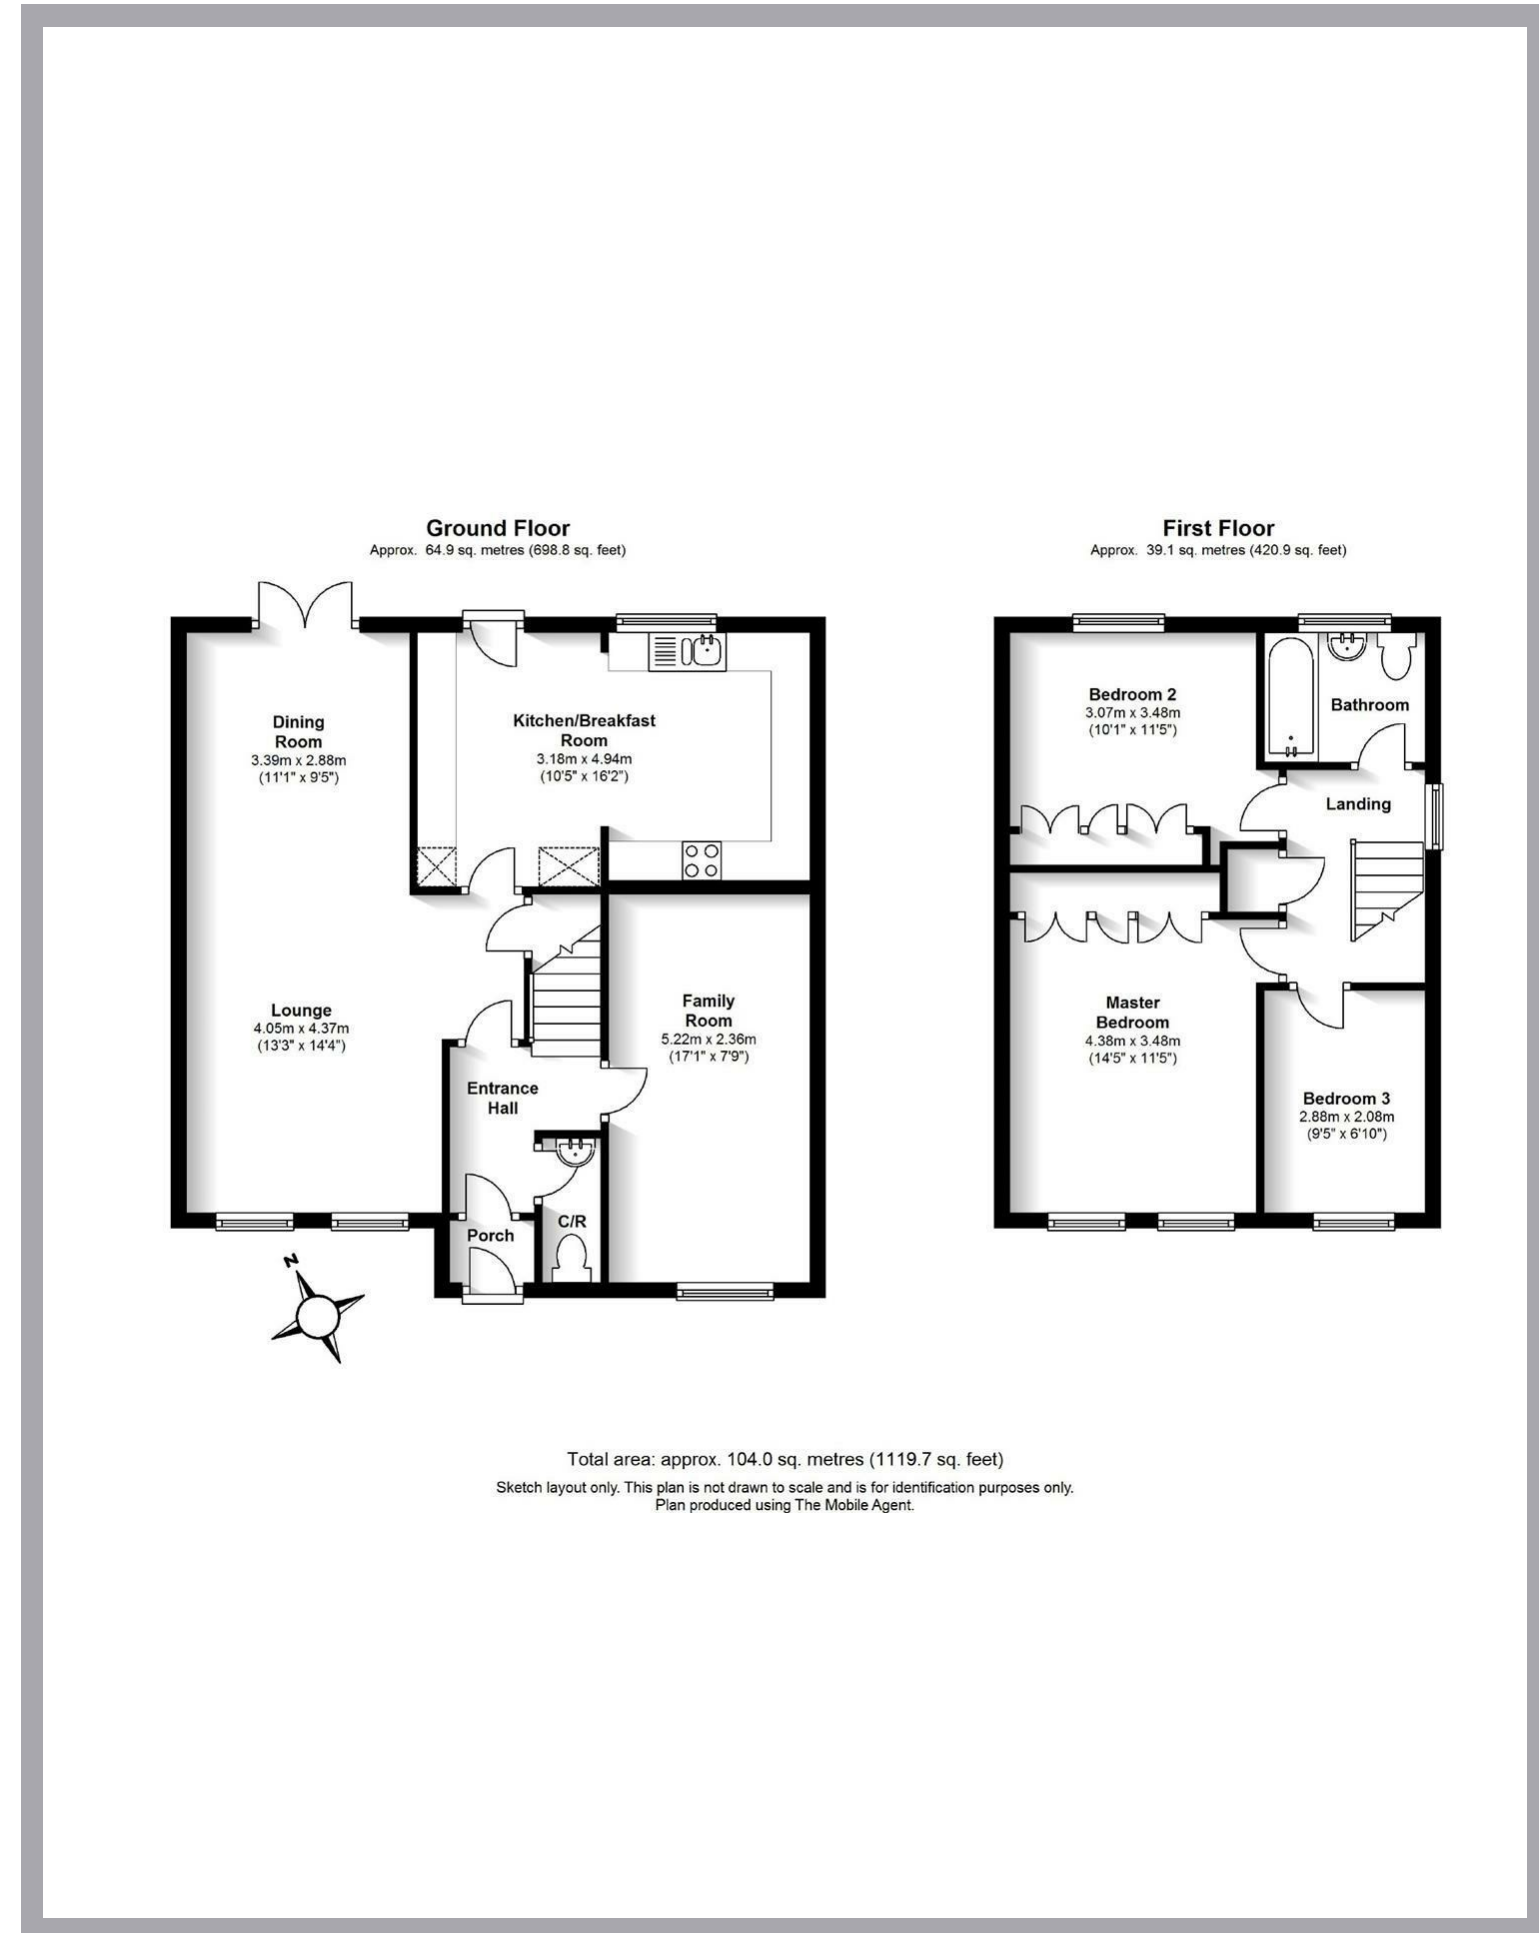 Ground Floor
Approx. 64.9 sq. metres (698.8 sq. feet)
Dining
Room
3.39m x 2.88m
(11'1" x 9'5")
Kitchen/Breakfast
Room
3.18m x 4.94m
(10'5" x 16'2")
Lounge
4.05m x 4.37m
(13'3" x 14'4")
Family
Room
5.22m x 2.36m
(17'1" x 7'9")
Entrance
Hall
C/R
Porch
N
First Floor
Approx. 39.1 sq. metres (420.9 sq. feet)
Bedroom 2
3.07m x 3.48m
(10'1" x 11'5")
Bathroom
Landing
Master
Bedroom
4.38m x 3.48m
(14'5" x 11'5")
Bedroom 3
2.88m x 2.08m
(9'5" x 6'10")
Total area: approx. 104.0 sq. metres (1119.7 sq. feet)
Sketch layout only. This plan is not drawn to scale and is for identification purposes only.
Plan produced using The Mobile Agent.